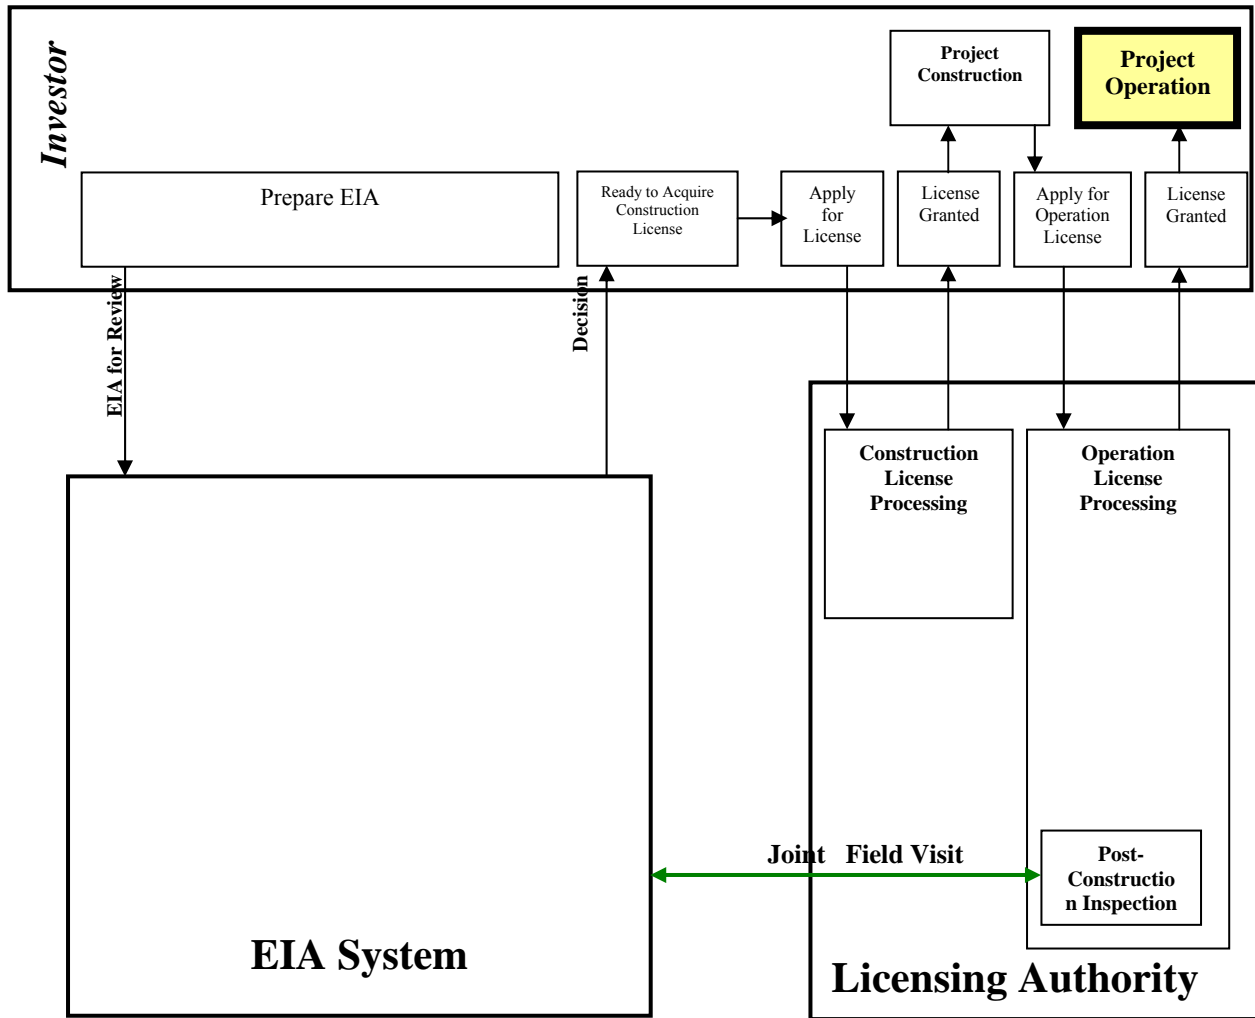 Investor
Project
Construction
Project
Operation
Prepare EIA
Ready to Acquire
Construction
License
Apply
for
License
License
Granted
Apply for
Operation
License
License
Granted
EIA for Review
Decision
Construction
License
Processing
Operation
License
Processing
Joint Field Visit
Post-
Constructio
n Inspection
EIA System
Licensing Authority